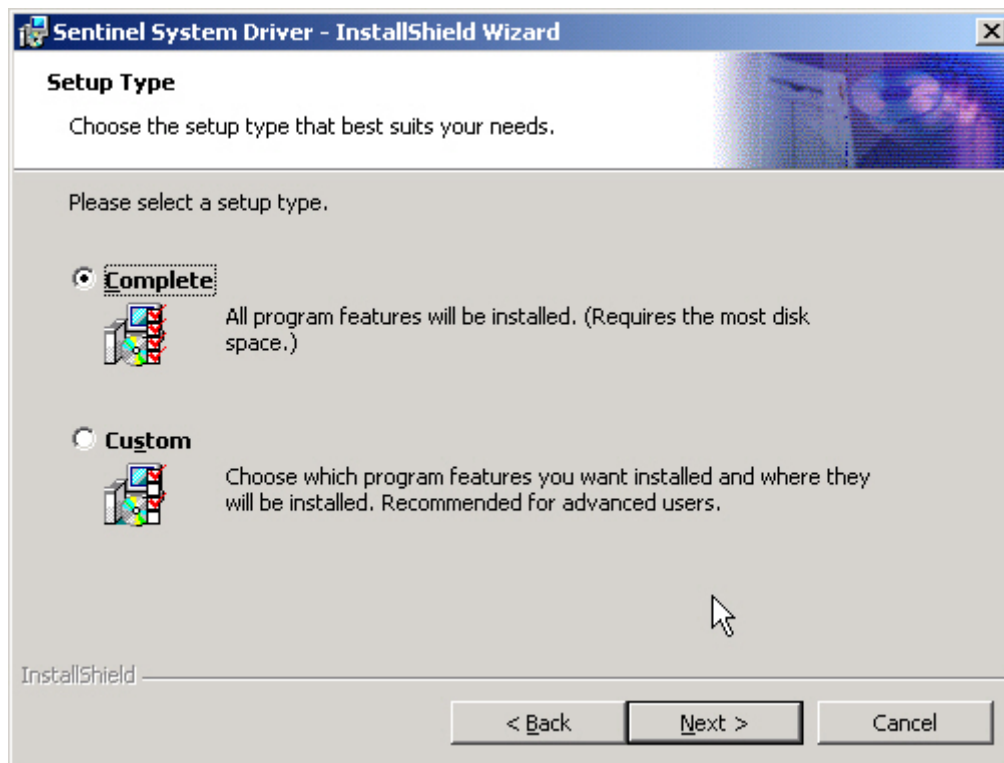 Sentinel System Driver - InstallShield Wizard
Setup Type
Choose the setup type that best suits your needs.
Please select a setup type.
Complete
All program features will be installed. (Requires the most disk
space.)
Custom
Choose which program features you want installed and where they
will be installed. Recommended for advanced users.
InstallShield
< Back
Next >
Cancel